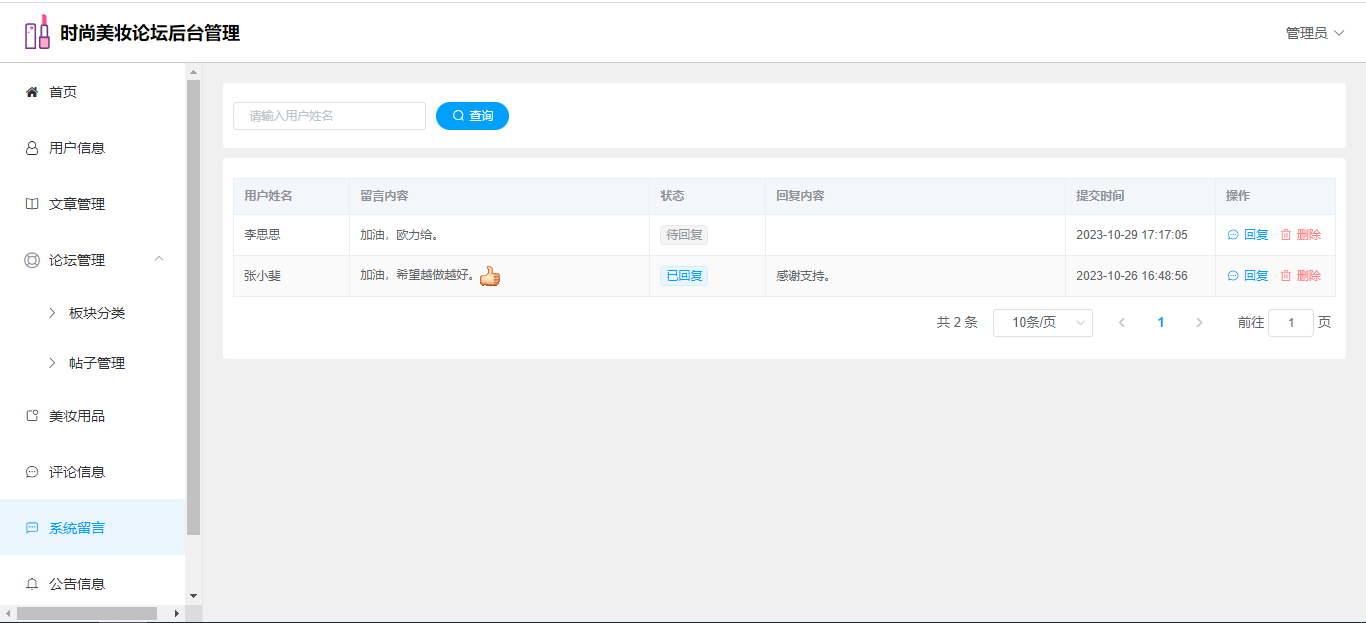 时尚美妆论坛后台管理
管理员
首页
用户信息
文章管理
论坛管理
板块分类
帖子管理
美妆用品
评论信息
系统留言
公告信息
请输入用户姓名
查询
用户姓名 留言内容 状态 回复内容 提交时间 操作
李思思 加油，欧力给。 待回复 2023-10-29 17:17:05 回复 删除
张小斐 加油，希望越做越好。 已回复 感谢支持。 2023-10-26 16:48:56 回复 删除
共 2 条 10条/页 1 前往 1 页